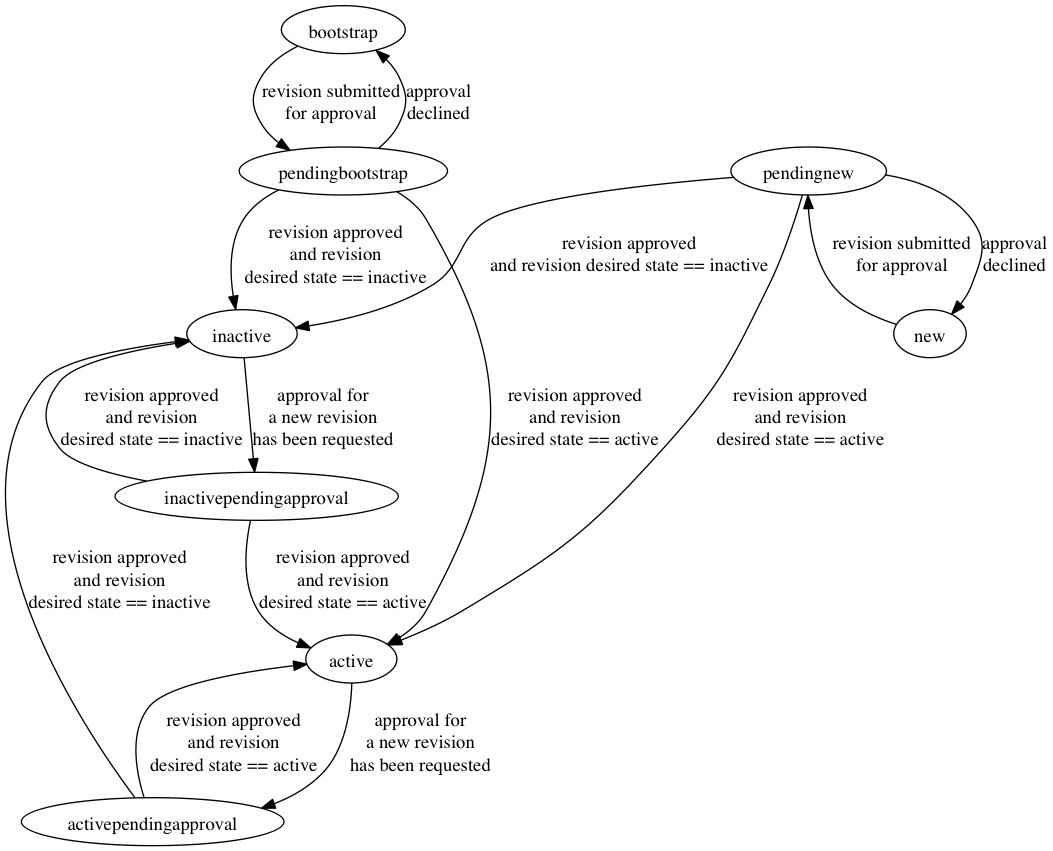 bootstrap
revision submitted
for approval
approval
declined
pendingbootstrap
pendingnew
revision approved
and revision
desired state == inactive
revision approved
and revision desired state == inactive
revision submitted
for approval
approval
declined
inactive
new
revision approved
and revision
desired state == inactive
approval for
a new revision
has been requested
revision approved
and revision
desired state == active
revision approved
and revision
desired state == active
inactivependingapproval
revision approved
and revision
desired state == inactive
revision approved
and revision
desired state == active
active
revision approved
and revision
desired state == active
approval for
a new revision
has been requested
activependingapproval